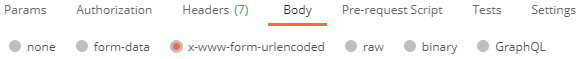 Params Authorization Headers (7) Body Pre-request Script Tests Settings
none form-data x-www-form-urlencoded raw binary GraphQL